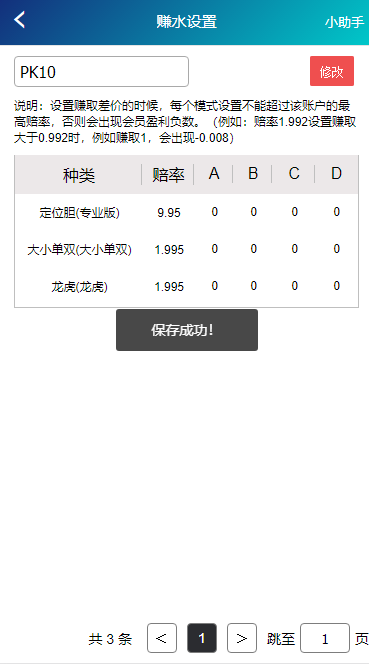 赚水设置
小助手
PK10
修改
说明：设置赚取差价的时候，每个模式设置不能超过该账户的最
高赔率，否则会出现会员盈利负数。（例如：赔率1.992设置赚取
大于0.992时，例如赚取1，会出现-0.008）
种类 赔率 A B C D
定位胆(专业版) 9.95 0 0 0 0
大小单双(大小单双) 1.995 0 0 0 0
龙虎(龙虎) 1.995 0 0 0 0
保存成功！
共 3 条 < 1 > 跳至 1 页